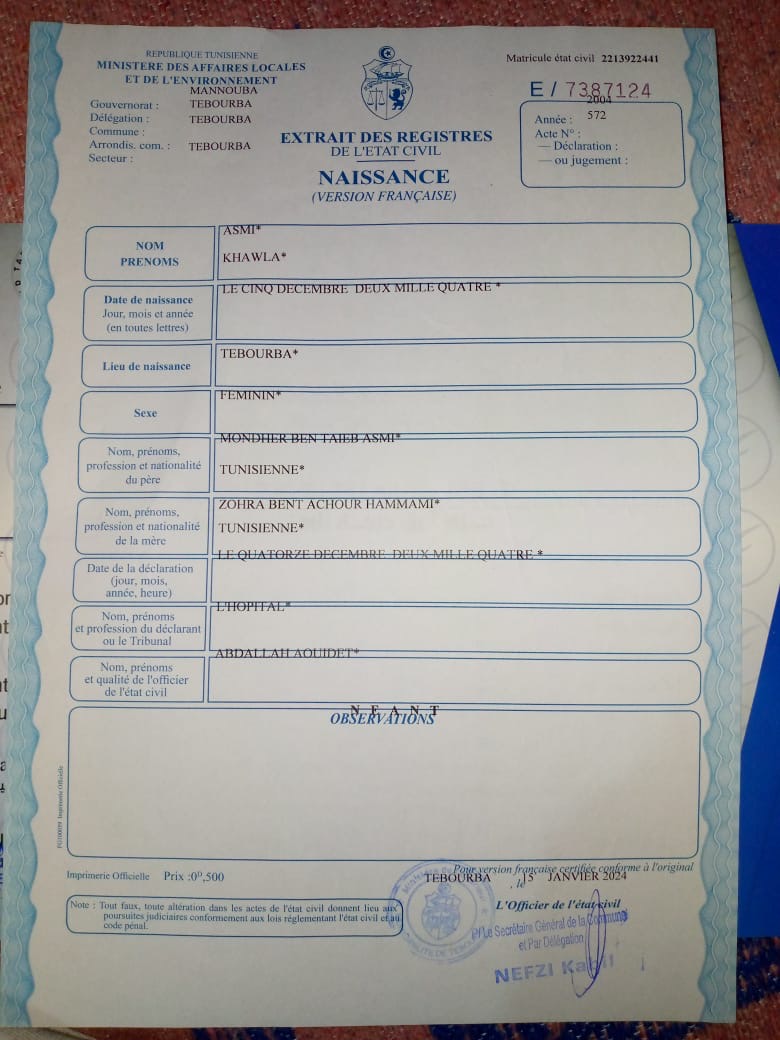 REPUBLIQUE TUNISIENNE
MINISTERE DES AFFAIRES LOCALES
ET DE L'ENVIRONNEMENT
MANNOUBA
Gouvernorat : TEBOURBA
Délégation : TEBOURBA
Commune :
Arrondis. com. : TEBOURBA
Secteur :
Matricule état civil 2213922441
E / 7387124
2004
Année : 572
Acte N° :
— Déclaration :
— ou jugement :
EXTRAIT DES REGISTRES
DE L'ETAT CIVIL
NAISSANCE
(VERSION FRANÇAISE)
NOM
PRENOMS
ASMI*
KHAWLA*
Date de naissance
Jour, mois et année
(en toutes lettres)
LE CINQ DECEMBRE DEUX MILLE QUATRE *
Lieu de naissance
TEBOURBA*
Sexe
FEMININ*
Nom, prénoms,
profession et nationalité
du père
MONDHER BEN TAIEB ASMI*
TUNISIENNE*
Nom, prénoms,
profession et nationalité
de la mère
ZOHRA BENT ACHOUR HAMMAMI*
TUNISIENNE*
Date de la déclaration
(jour, mois,
année, heure)
LE QUATORZE DECEMBRE DEUX MILLE QUATRE *
Nom, prénoms
et profession du déclarant
ou le Tribunal
L'HOPITAL*
Nom, prénoms
et qualité de l'officier
de l'état civil
ABDALLAH AOUIDET*
N E A N T
OBSERVATIONS
Imprimerie Officielle
Imprimerie Officielle Prix :0ᴰ,500
Pour version française certifiée conforme à l'original
TEBOURBA , le 15 JANVIER 2024
Note : Tout faux, toute altération dans les actes de l'état civil donnent lieu aux
poursuites judiciaires conformement aux lois réglementant l'état civil et au
code pénal.
L'Officier de l'état civil
P/ Le Secrétaire Général de la Commune
et Par Délégation
NEFZI